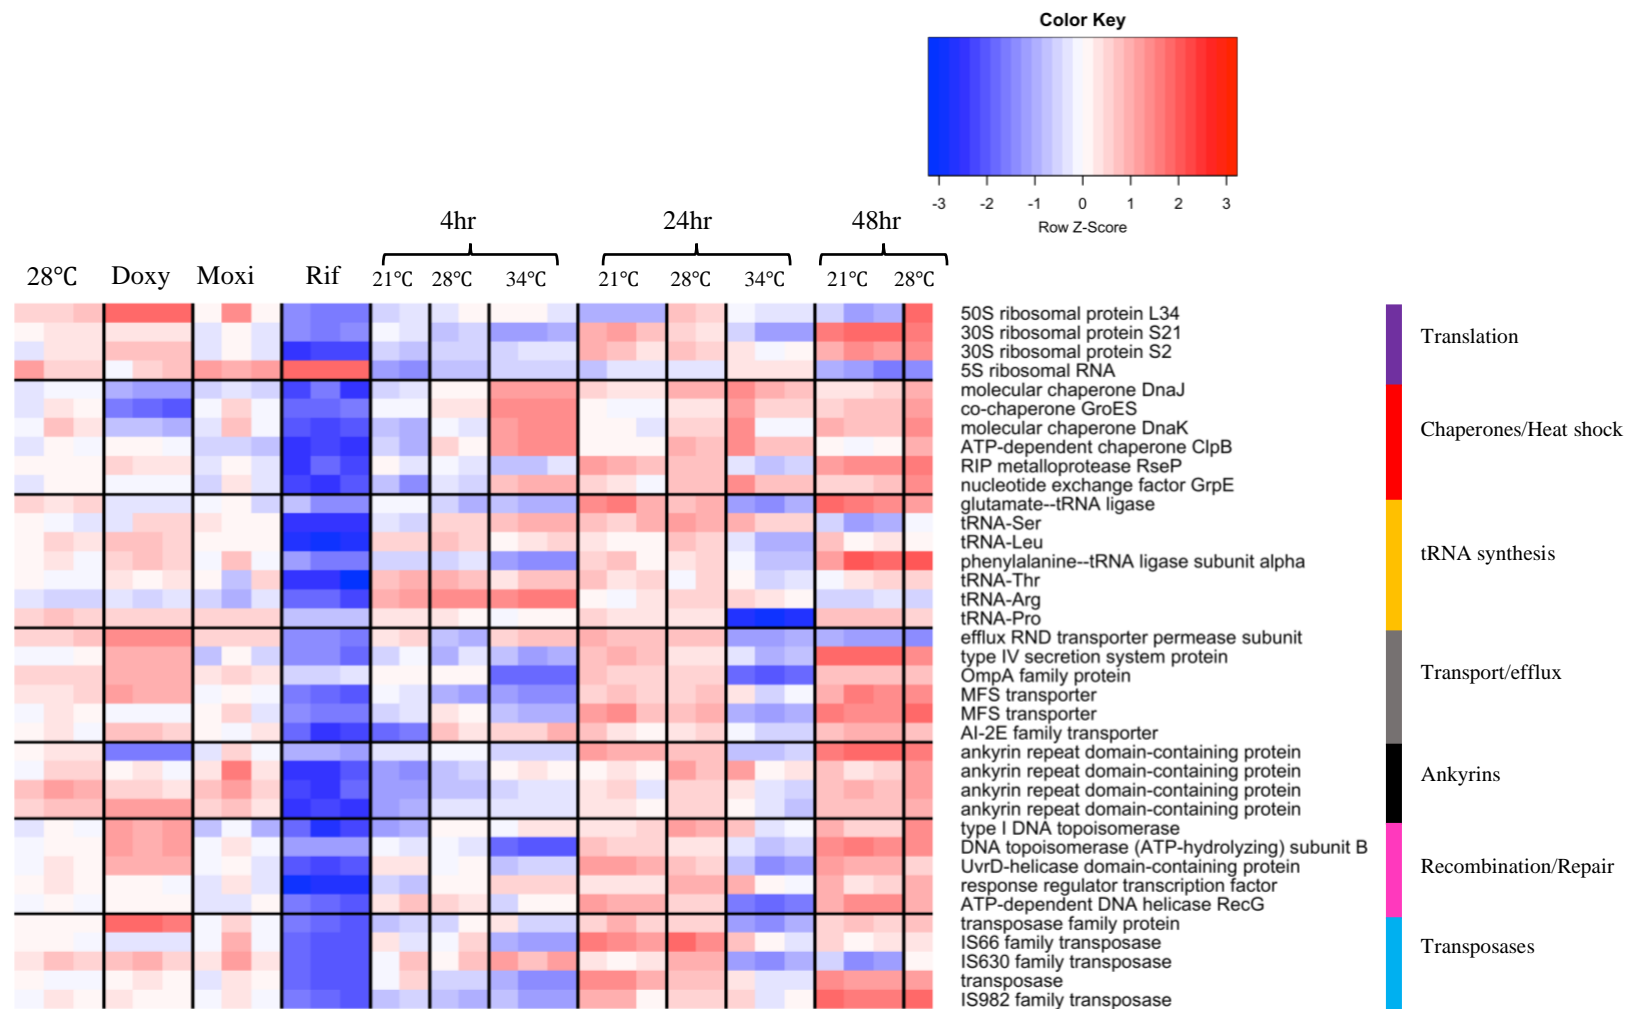 Color Key
-3 -2 -1 0 1 2 3
Row Z-Score
4hr 24hr 48hr
28℃ Doxy Moxi Rif 21℃ 28℃ 34℃ 21℃ 28℃ 34℃ 21℃ 28℃
50S ribosomal protein L34
30S ribosomal protein S21
Translation
30S ribosomal protein S2
5S ribosomal RNA
molecular chaperone DnaJ
co-chaperone GroES
molecular chaperone DnaK
Chaperones/Heat shock
ATP-dependent chaperone ClpB
RIP metalloprotease RseP
nucleotide exchange factor GrpE
glutamate--tRNA ligase
tRNA-Ser
tRNA-Leu
tRNA synthesis
phenylalanine--tRNA ligase subunit alpha
tRNA-Thr
tRNA-Arg
tRNA-Pro
efflux RND transporter permease subunit
type IV secretion system protein
OmpA family protein
Transport/efflux
MFS transporter
MFS transporter
AI-2E family transporter
ankyrin repeat domain-containing protein
ankyrin repeat domain-containing protein
Ankyrins
ankyrin repeat domain-containing protein
ankyrin repeat domain-containing protein
type I DNA topoisomerase
DNA topoisomerase (ATP-hydrolyzing) subunit B
UvrD-helicase domain-containing protein
Recombination/Repair
response regulator transcription factor
ATP-dependent DNA helicase RecG
transposase family protein
IS66 family transposase
Transposases
IS630 family transposase
transposase
IS982 family transposase